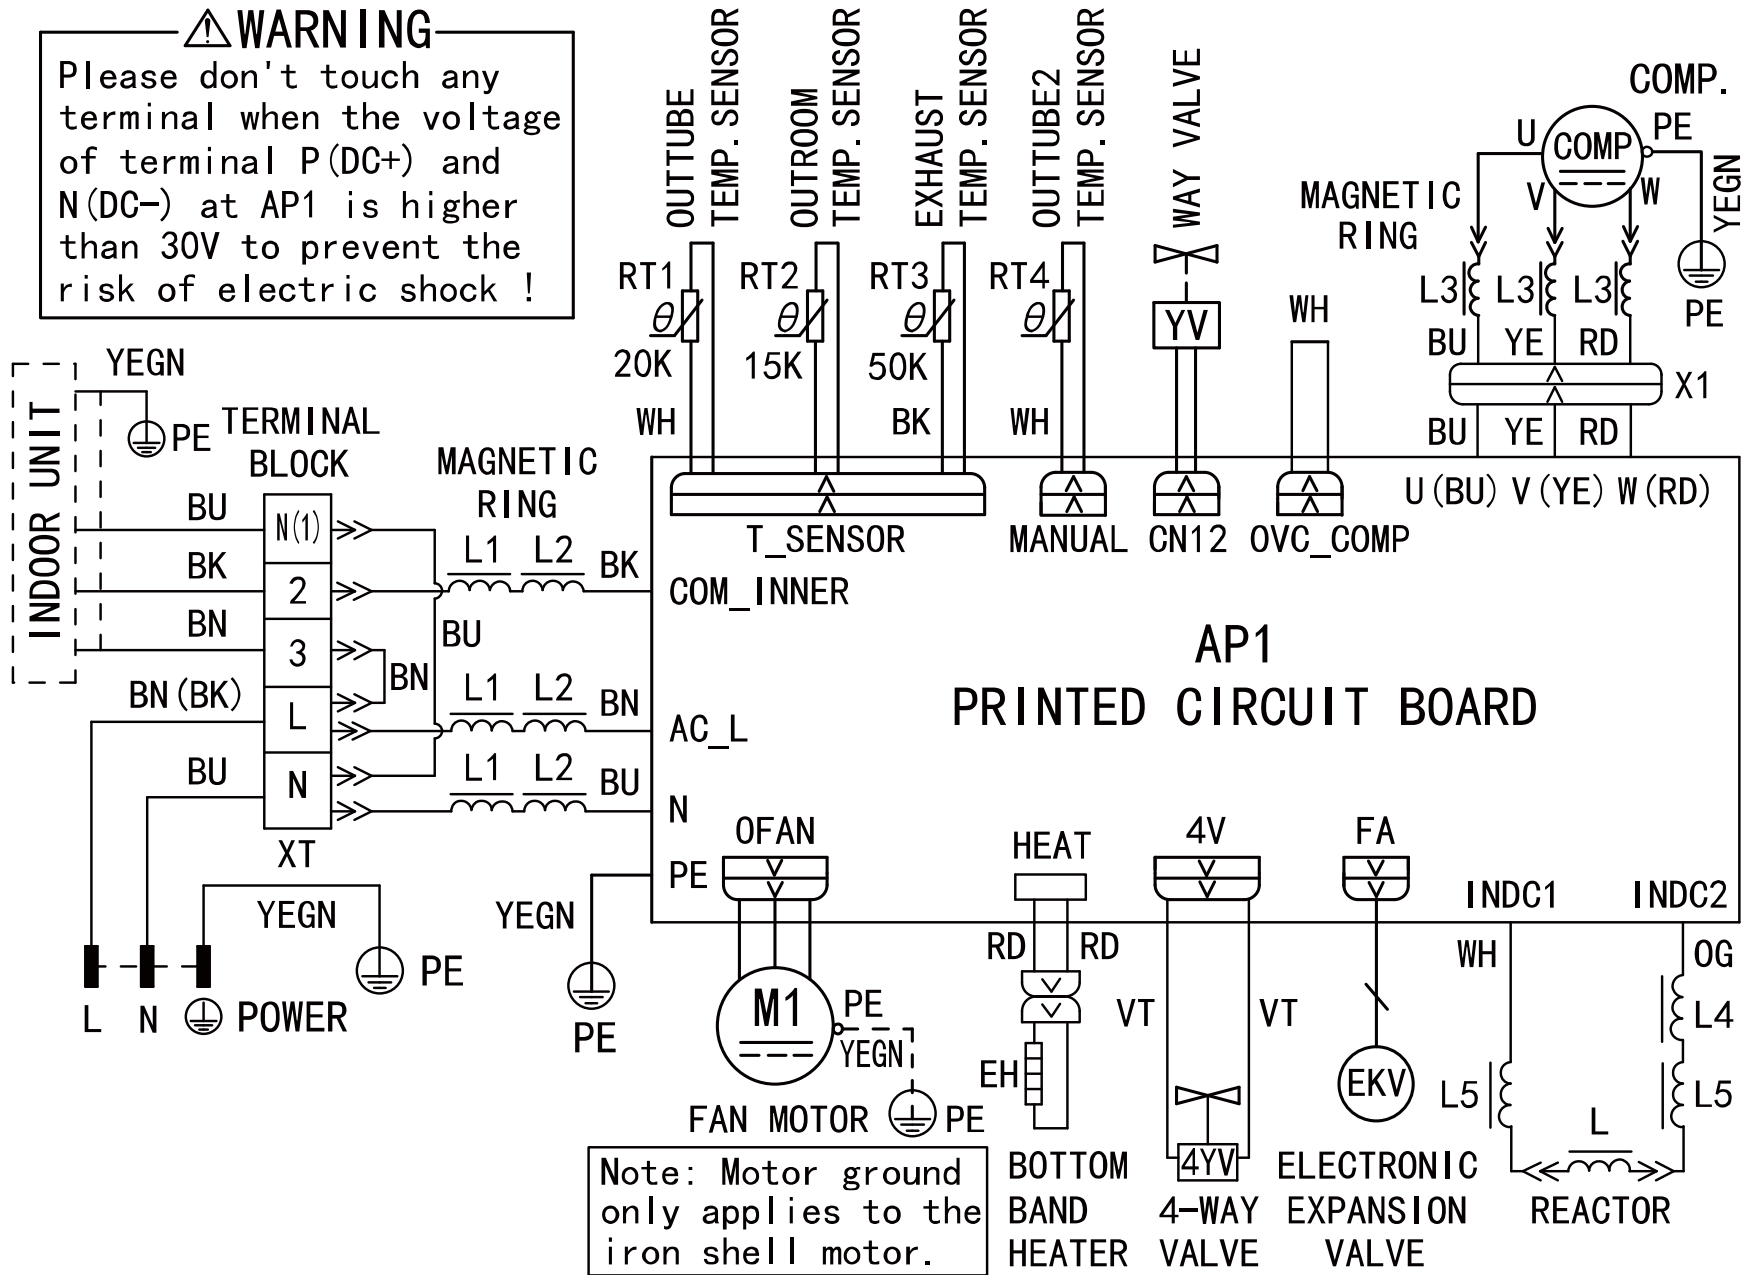 WARNING
Please don't touch any
terminal when the voltage
of terminal P(DC+) and
N(DC-) at AP1 is higher
than 30V to prevent the
risk of electric shock !
OUTTUBE
TEMP. SENSOR
OUTROOM
TEMP. SENSOR
EXHAUST
TEMP. SENSOR
OUTTUBE2
TEMP. SENSOR
WAY VALVE
COMP.
U
COMP
PE
V
W
YEGN
MAGNETIC
RING
RT1
RT2
RT3
RT4
θ
θ
θ
θ
YV
WH
L3
L3
L3
PE
20K
15K
50K
BU
YE
RD
X1
WH
BK
WH
BU
YE
RD
YEGN
PE
INDOOR UNIT
TERMINAL
BLOCK
MAGNETIC
RING
U(BU) V(YE) W(RD)
T_SENSOR
MANUAL
CN12
OVC_COMP
BU
N(1)
L1
L2
BK
BK
2
COM_INNER
BN
3
BU
BN
BN(BK)
L
L1
L2
BN
AC_L
AP1
PRINTED CIRCUIT BOARD
BU
N
L1
L2
BU
N
XT
PE
OFAN
HEAT
4V
FA
INDC1
INDC2
YEGN
PE
YEGN
PE
L
N
POWER
M1
PE
YEGN
FAN MOTOR
PE
RD
RD
EH
VT
VT
4YV
EKV
WH
OG
L4
L5
L5
L
Note: Motor ground
only applies to the
iron shell motor.
BOTTOM
BAND
HEATER
4-WAY
VALVE
ELECTRONIC
EXPANSION
VALVE
REACTOR